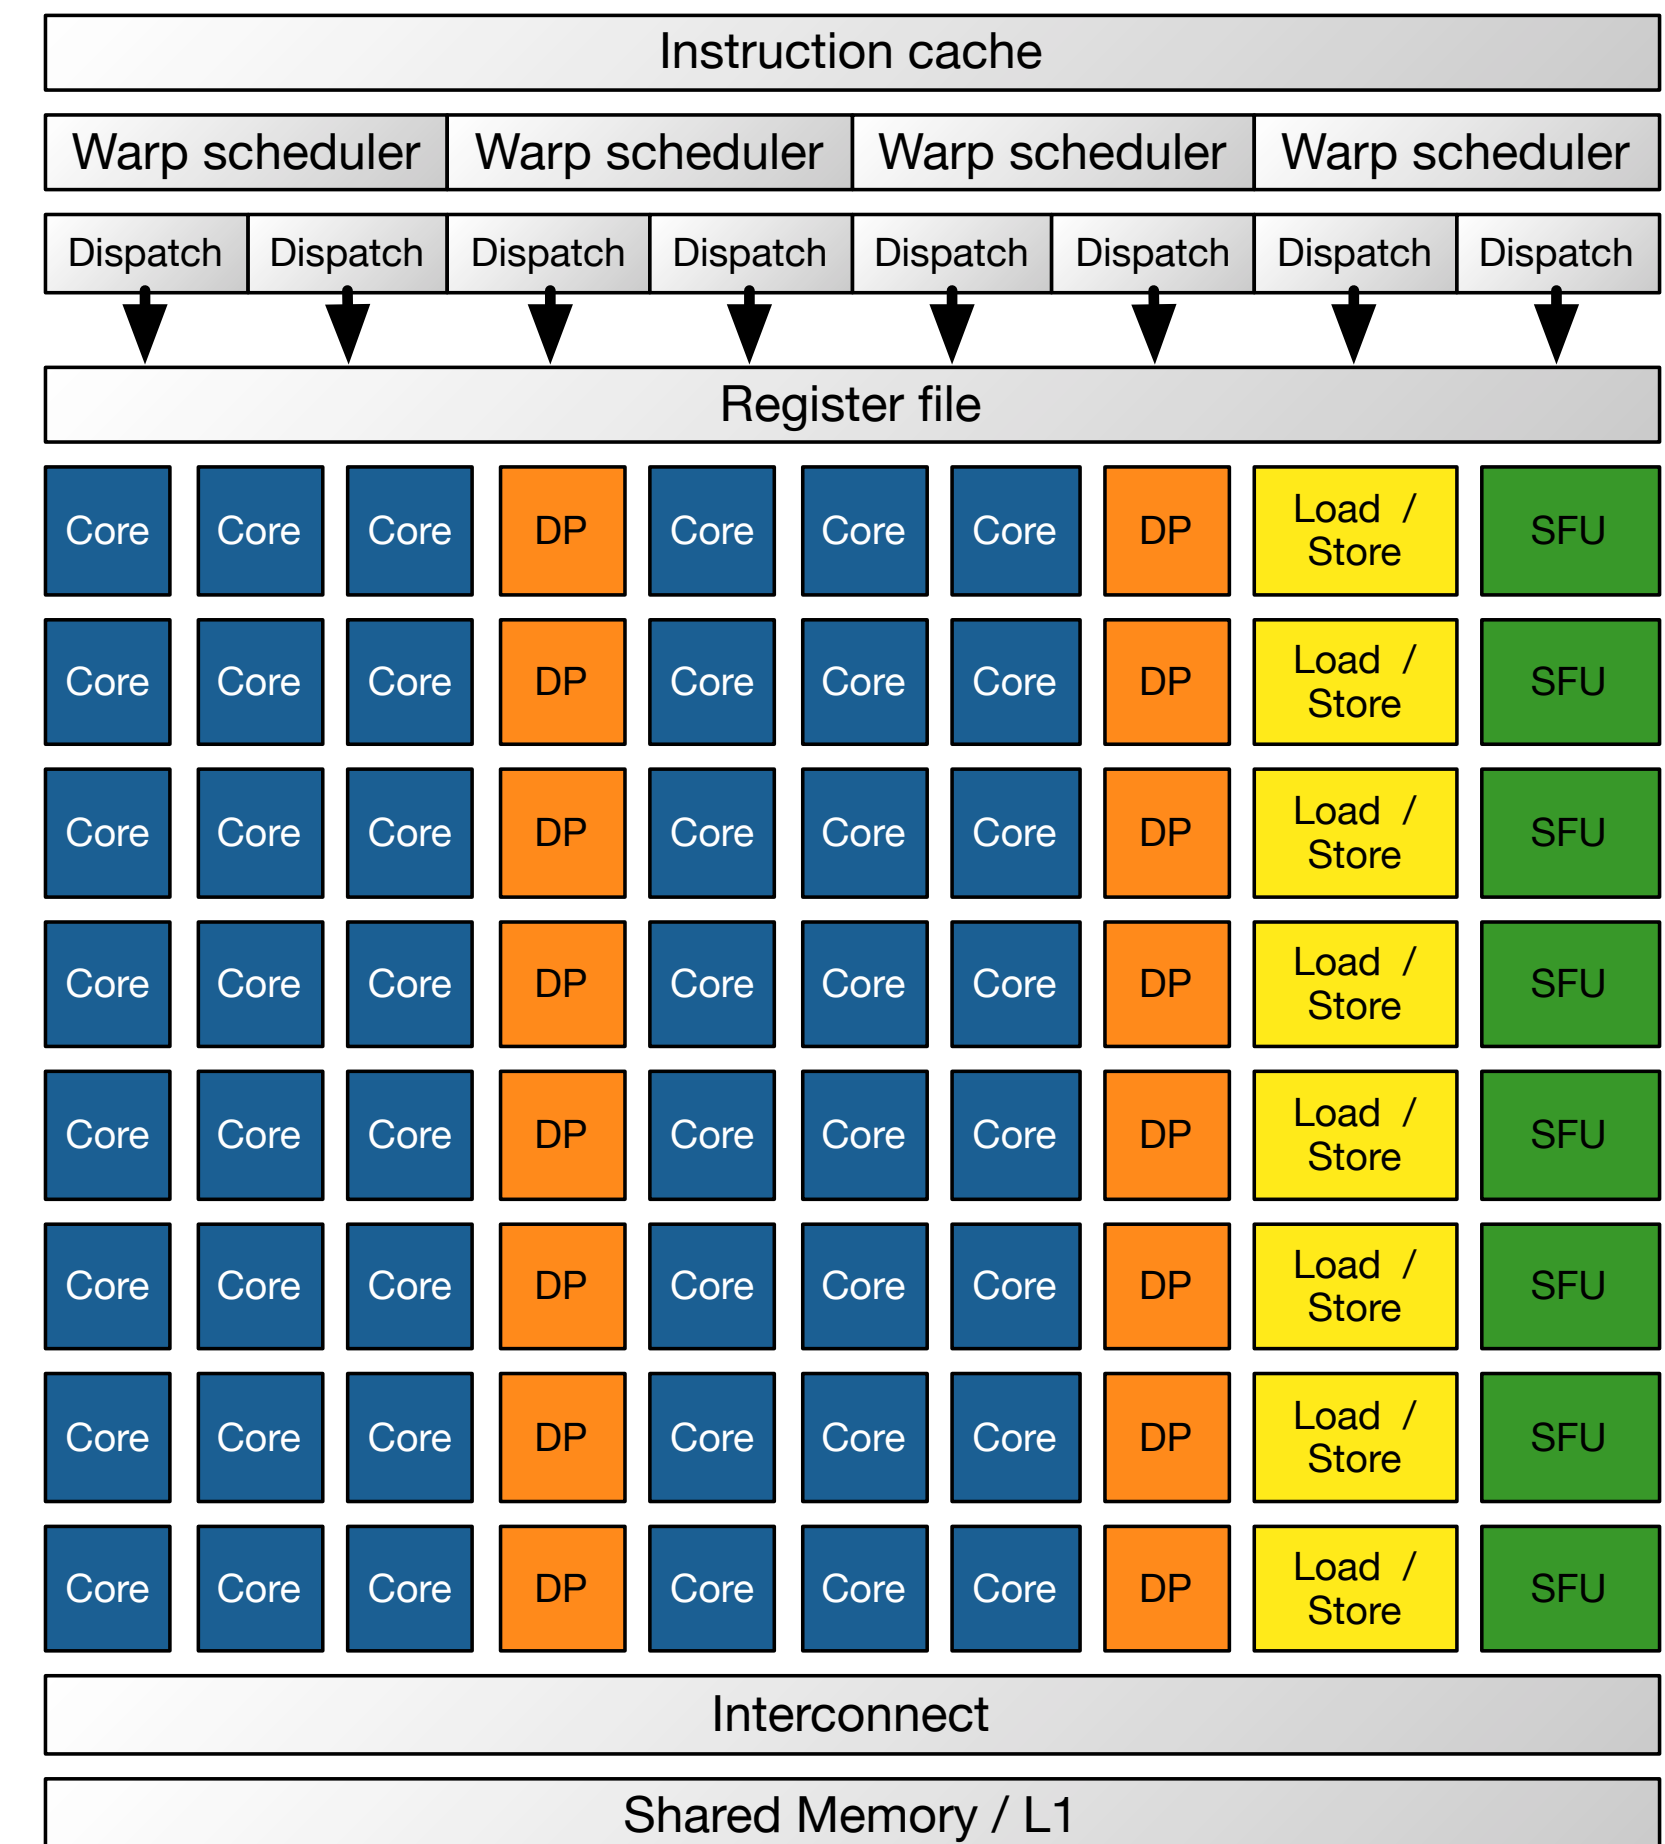 Instruction cache
Warp scheduler Warp scheduler Warp scheduler Warp scheduler
Dispatch Dispatch Dispatch Dispatch Dispatch Dispatch Dispatch Dispatch
Register file
Core Core Core DP Core Core Core DP Load / Store SFU
Core Core Core DP Core Core Core DP Load / Store SFU
Core Core Core DP Core Core Core DP Load / Store SFU
Core Core Core DP Core Core Core DP Load / Store SFU
Core Core Core DP Core Core Core DP Load / Store SFU
Core Core Core DP Core Core Core DP Load / Store SFU
Core Core Core DP Core Core Core DP Load / Store SFU
Core Core Core DP Core Core Core DP Load / Store SFU
Interconnect
Shared Memory / L1